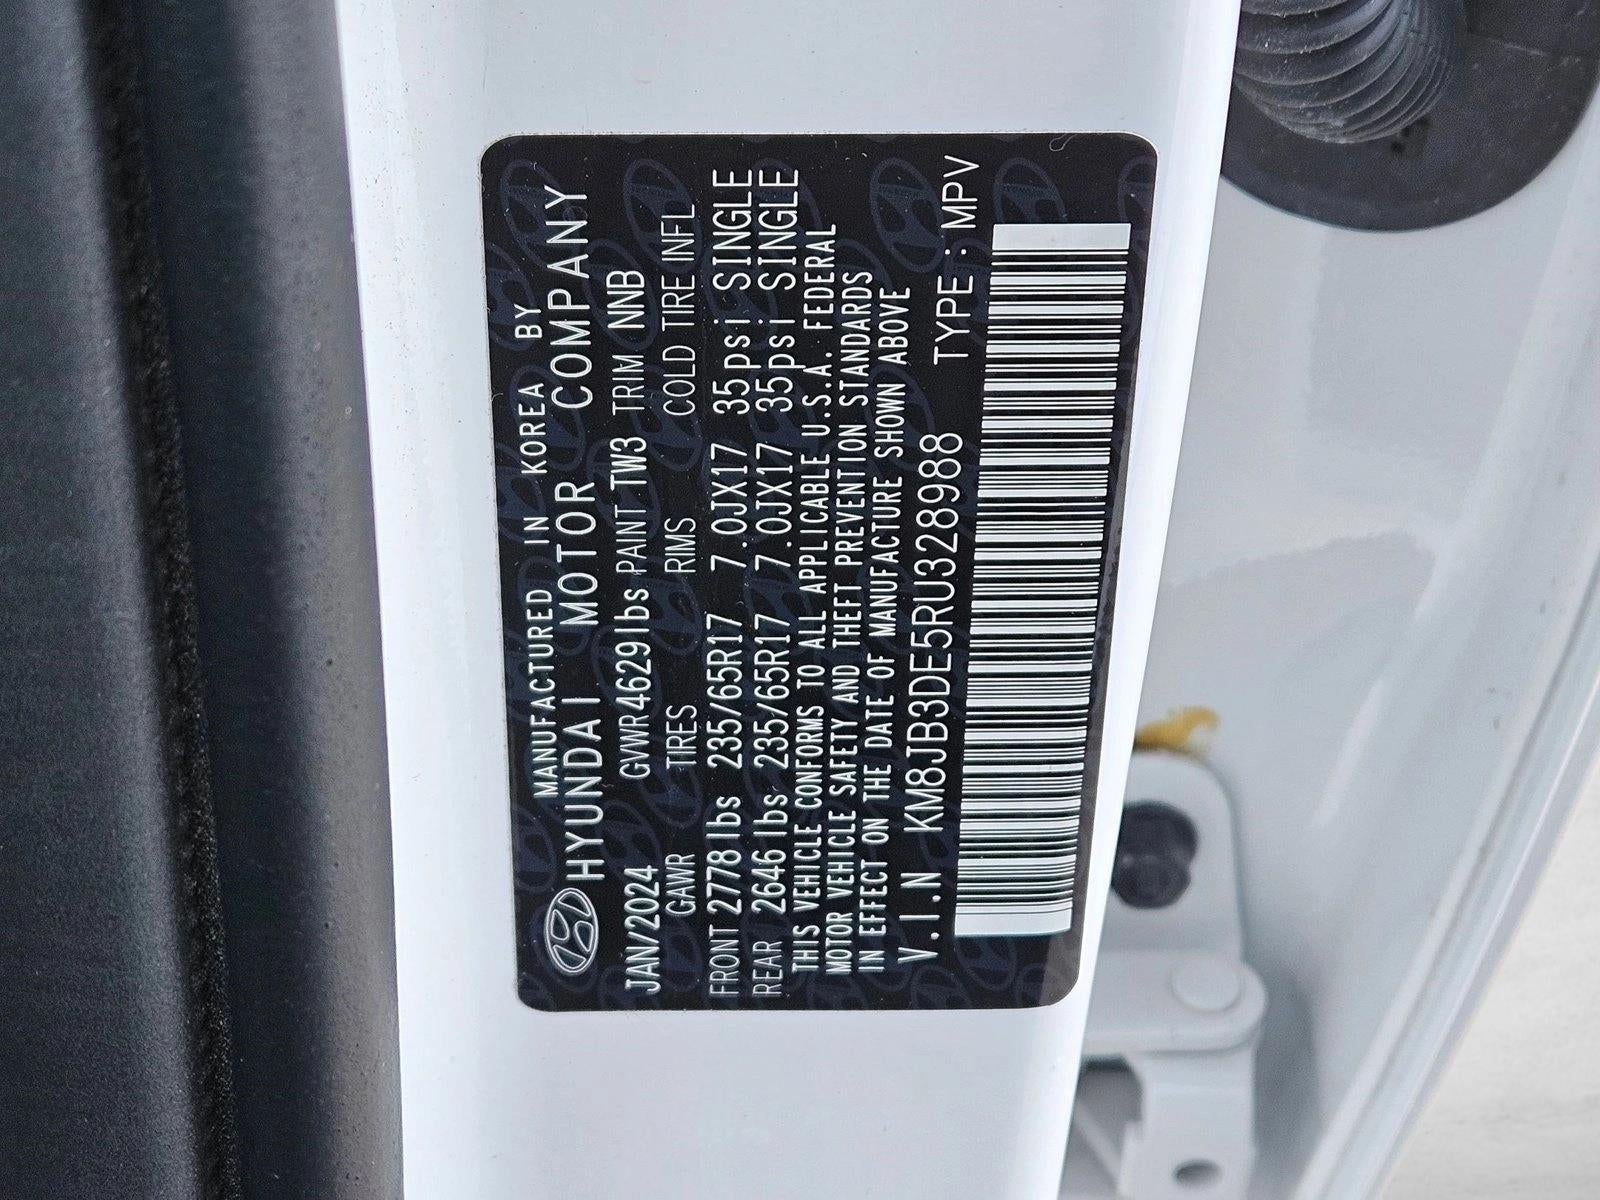 MANUFACTURED IN KOREA BY
HYUNDAI MOTOR COMPANY
JAN/2024 GVWR 4629lbs PAINT TW3 TRIM NNB
GAWR TIRES RIMS COLD TIRE INFL
FRONT 2778lbs 235/65R17 7.0JX17 35psi SINGLE
REAR 2646lbs 235/65R17 7.0JX17 35psi SINGLE
THIS VEHICLE CONFORMS TO ALL APPLICABLE U.S.A. FEDERAL
MOTOR VEHICLE SAFETY AND THEFT PREVENTION STANDARDS
IN EFFECT ON THE DATE OF MANUFACTURE SHOWN ABOVE
V.I.N KM8JB3DE5RU328988 TYPE : MPV